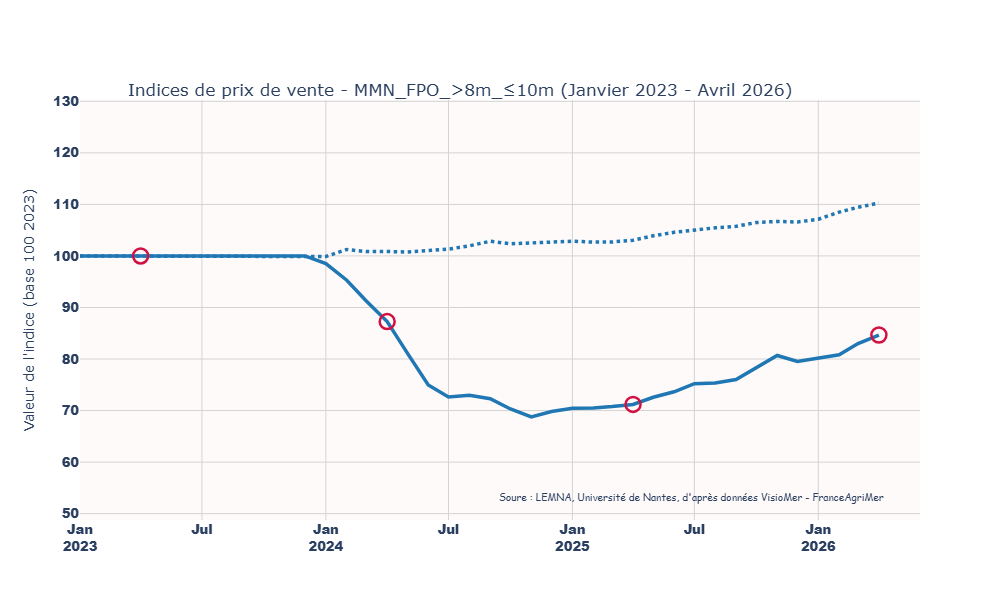 Indices de prix de vente - MMN_FPO_>8m_≤10m (Janvier 2023 - Avril 2026)
Valeur de l'indice (base 100 2023)
130
120
110
100
90
80
70
60
50
Soure : LEMNA, Université de Nantes, d'après données VisioMer - FranceAgriMer
Jan
2023
Jul
Jan
2024
Jul
Jan
2025
Jul
Jan
2026